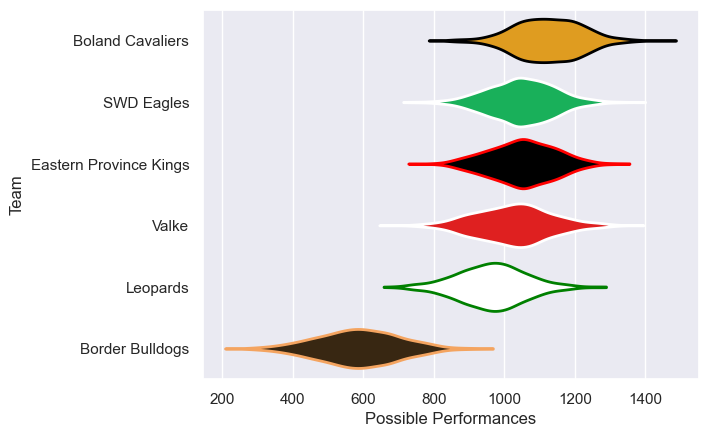 Boland Cavaliers
SWD Eagles
Eastern Province Kings
Valke
Leopards
Border Bulldogs
Team
200 400 600 800 1000 1200 1400
Possible Performances